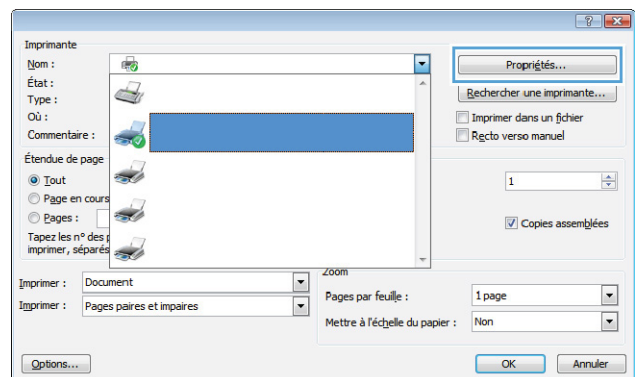 Imprimante
Nom :
Propriétés...
État :
Type :
Rechercher une imprimante...
Où :
Imprimer dans un fichier
Commentaire :
Recto verso manuel
Étendue de page
Tout
1
Page en cours
Pages :
Copies assemblées
Tapez les n° des
imprimer, séparés
Zoom
Imprimer : Document
Pages par feuille : 1 page
Imprimer : Pages paires et impaires
Mettre à l'échelle du papier : Non
Options...
OK
Annuler